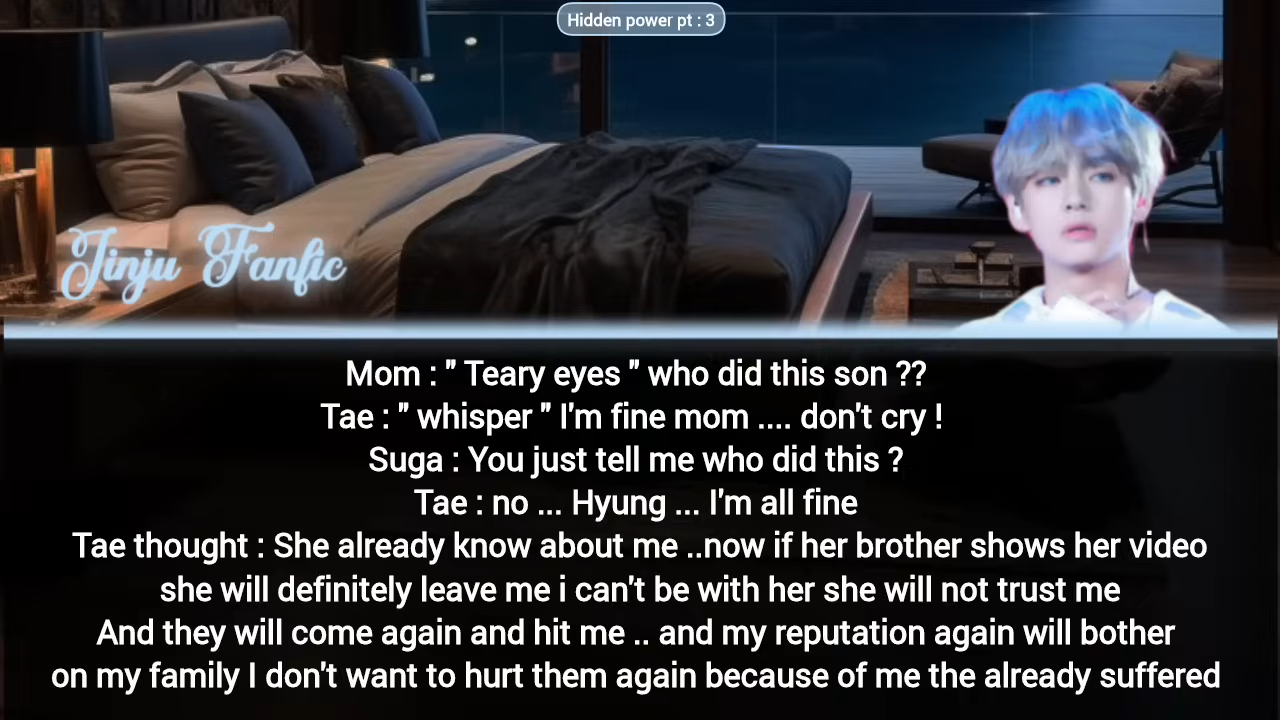 Hidden power pt : 3
Jinju Fanfic
Mom : " Teary eyes " who did this son ??
Tae : " whisper " I'm fine mom .... don't cry !
Suga : You just tell me who did this ?
Tae : no ... Hyung ... I'm all fine
Tae thought : She already know about me ..now if her brother shows her video
she will definitely leave me i can't be with her she will not trust me
And they will come again and hit me .. and my reputation again will bother
on my family I don't want to hurt them again because of me the already suffered